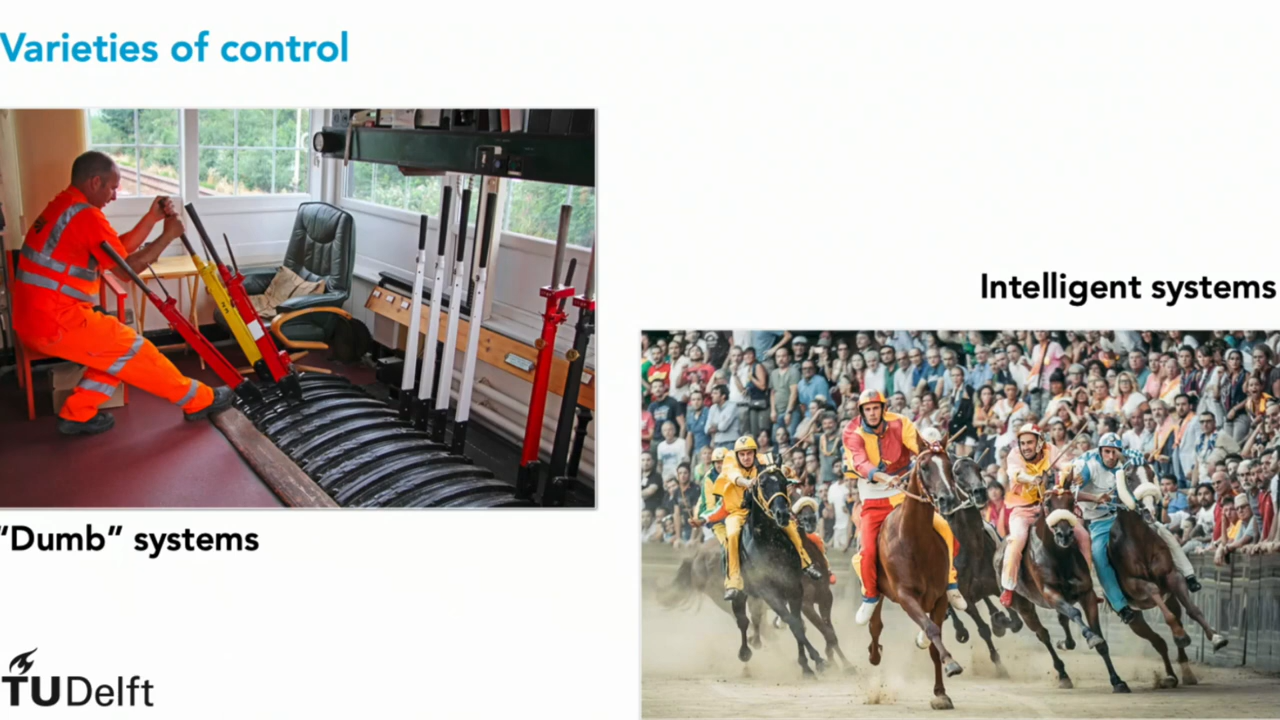 Varieties of control
Intelligent systems
"Dumb" systems
TUDelft